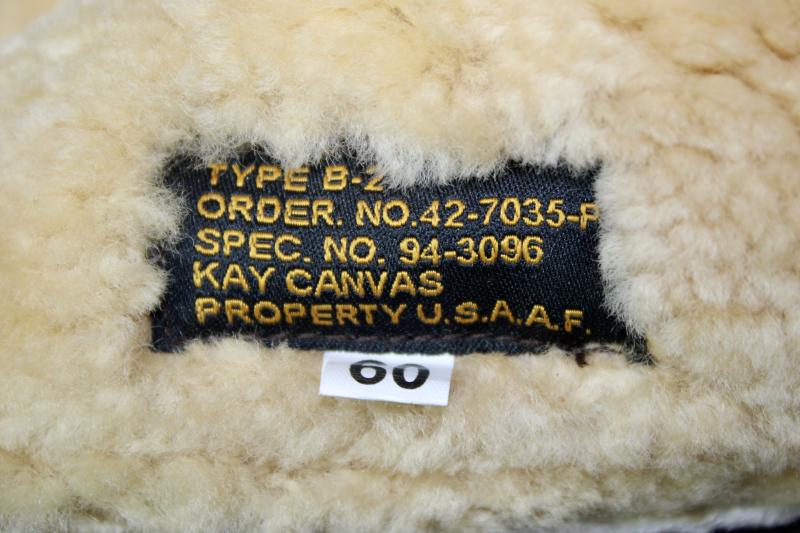 TYPE B-2
ORDER. NO.42-7035-P
SPEC. NO. 94-3096
KAY CANVAS
PROPERTY U.S.A.A.F.
60